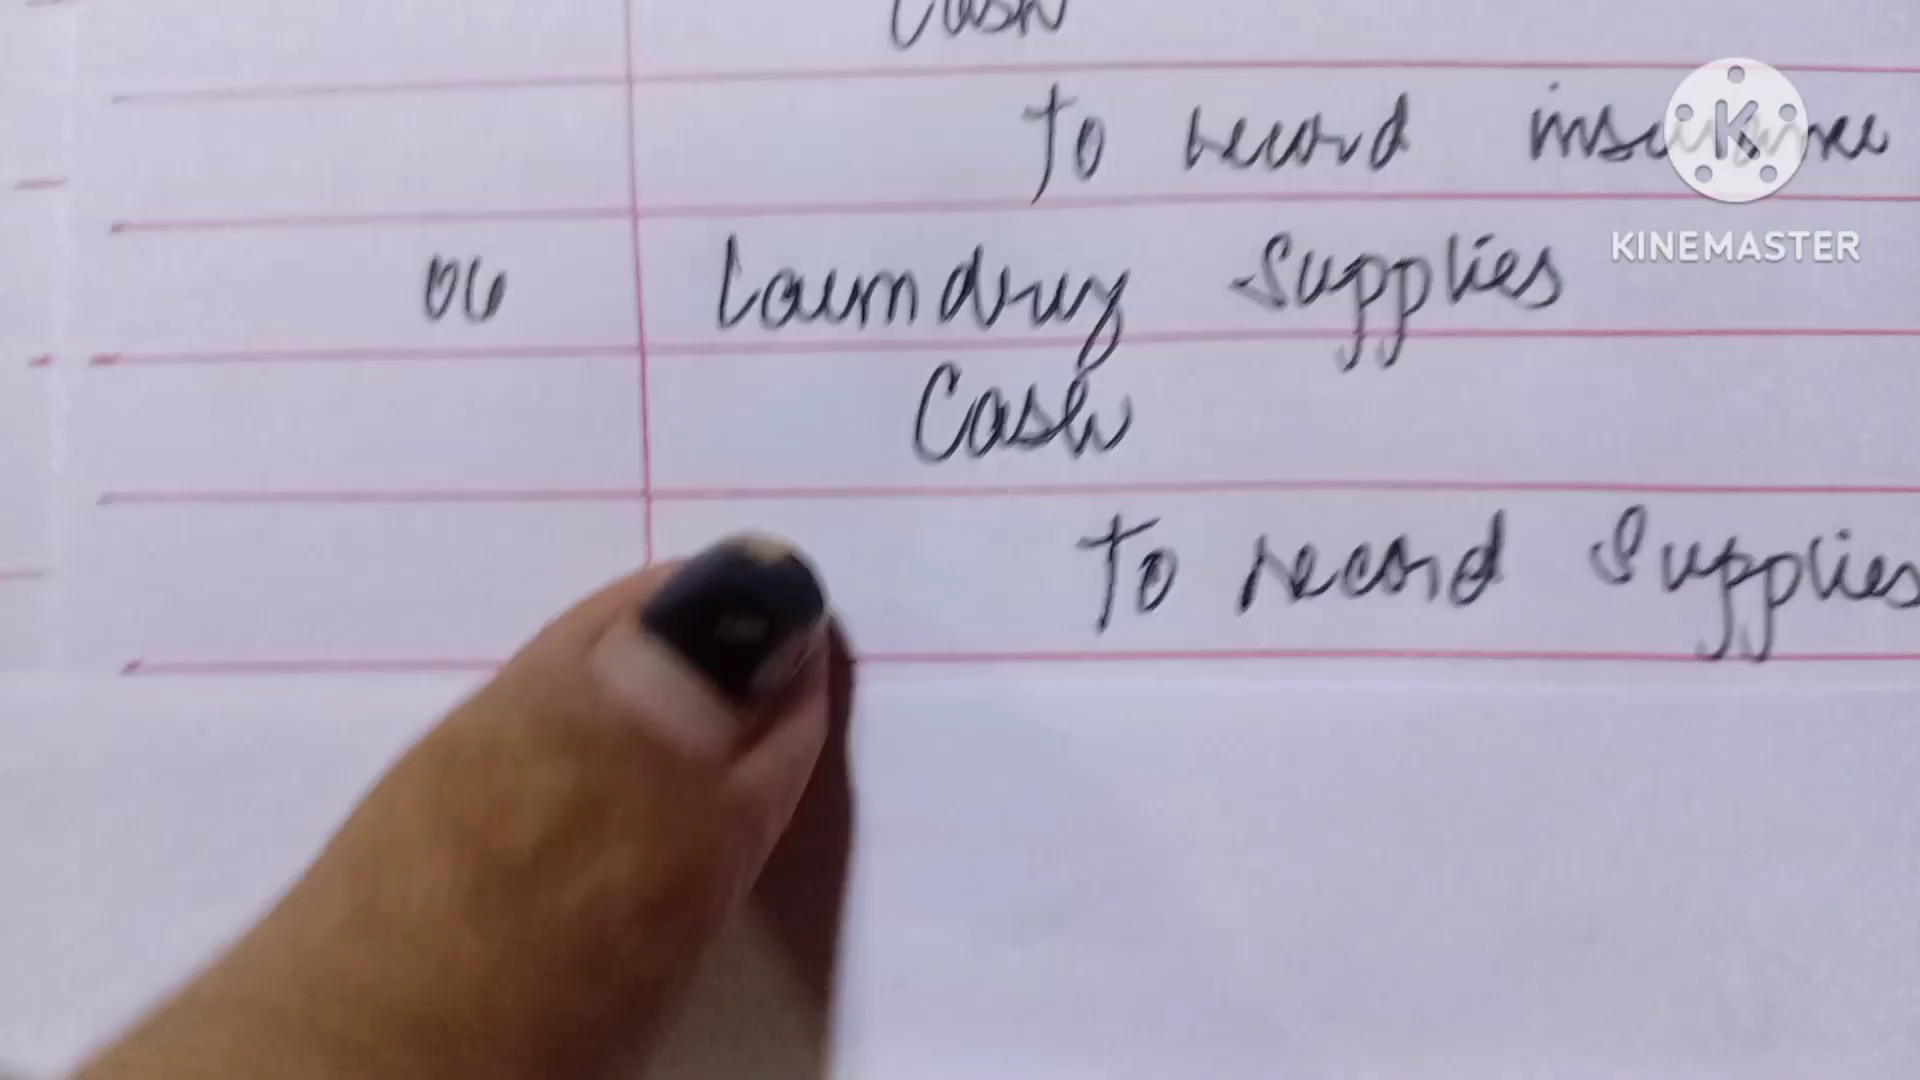 Cash
To record insurance
06 Laundry Supplies
Cash
To record Supplies
K
KINEMASTER